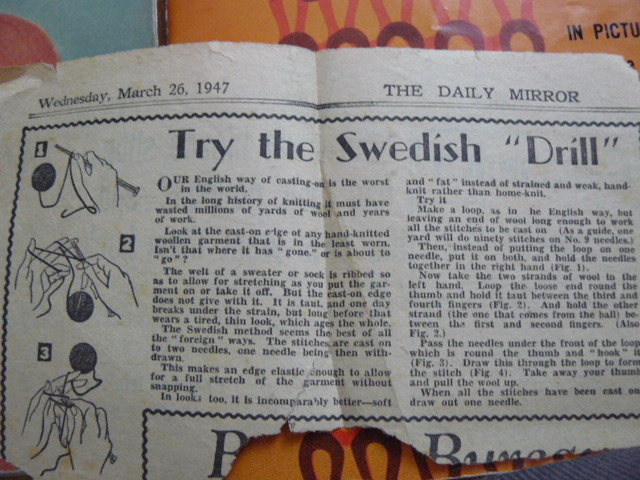 IN PICTU
Wednesday, March 26, 1947
THE DAILY MIRROR
Try the Swedish "Drill"
1
2
3
OUR English way of casting-on is the worst
in the world.
In the long history of knitting it must have
wasted millions of yards of wool and years
of work.
Look at the cast-on edge of any hand-knitted
woollen garment that is in the least worn.
Isn't that where it has "gone" or is about to
"go"?
The welt of a sweater or sock is ribbed so
as to allow for stretching as you put the gar-
ment on or take it off. But the cast-on edge
does not give with it. It is taut, and one day
breaks under the strain, but long before that
wears a tired, thin look, which ages the whole.
The Swedish method seems the best of all
the "foreign" ways. The stitches are cast on
to two needles, one needle being then with-
drawn.
This makes an edge elastic enough to allow
for a full stretch of the garment without
snapping.
In looks too, it is incomparably better—soft
and "fat" instead of strained and weak, hand-
knit rather than home-knit.
Try it
Make a loop, as in he English way, but
leaving an end of wool long enough to work
all the stitches to be cast on (As a guide, one
yard will do ninety stitches on No. 9 needles.
Then, instead of putting the loop on one
needle, put it on both, and hold the needles
together in the right hand (Fig. 1).
Now take the two strands of wool in the
left hand. Loop the loose end round the
thumb and hold it taut between the third and
fourth fingers (Fig. 2). And hold the other
strand (the one that comes from the ball) be-
tween the first and second fingers. (Also
Fig. 2.)
Pass the needles under the front of the loop
which is round the thumb and "hook" it
(Fig. 3). Draw this through the loop to form
the stitch (Fig. 4). Take away your thumb
and pull the wool up.
When all the stitches have been cast on
draw out one needle.